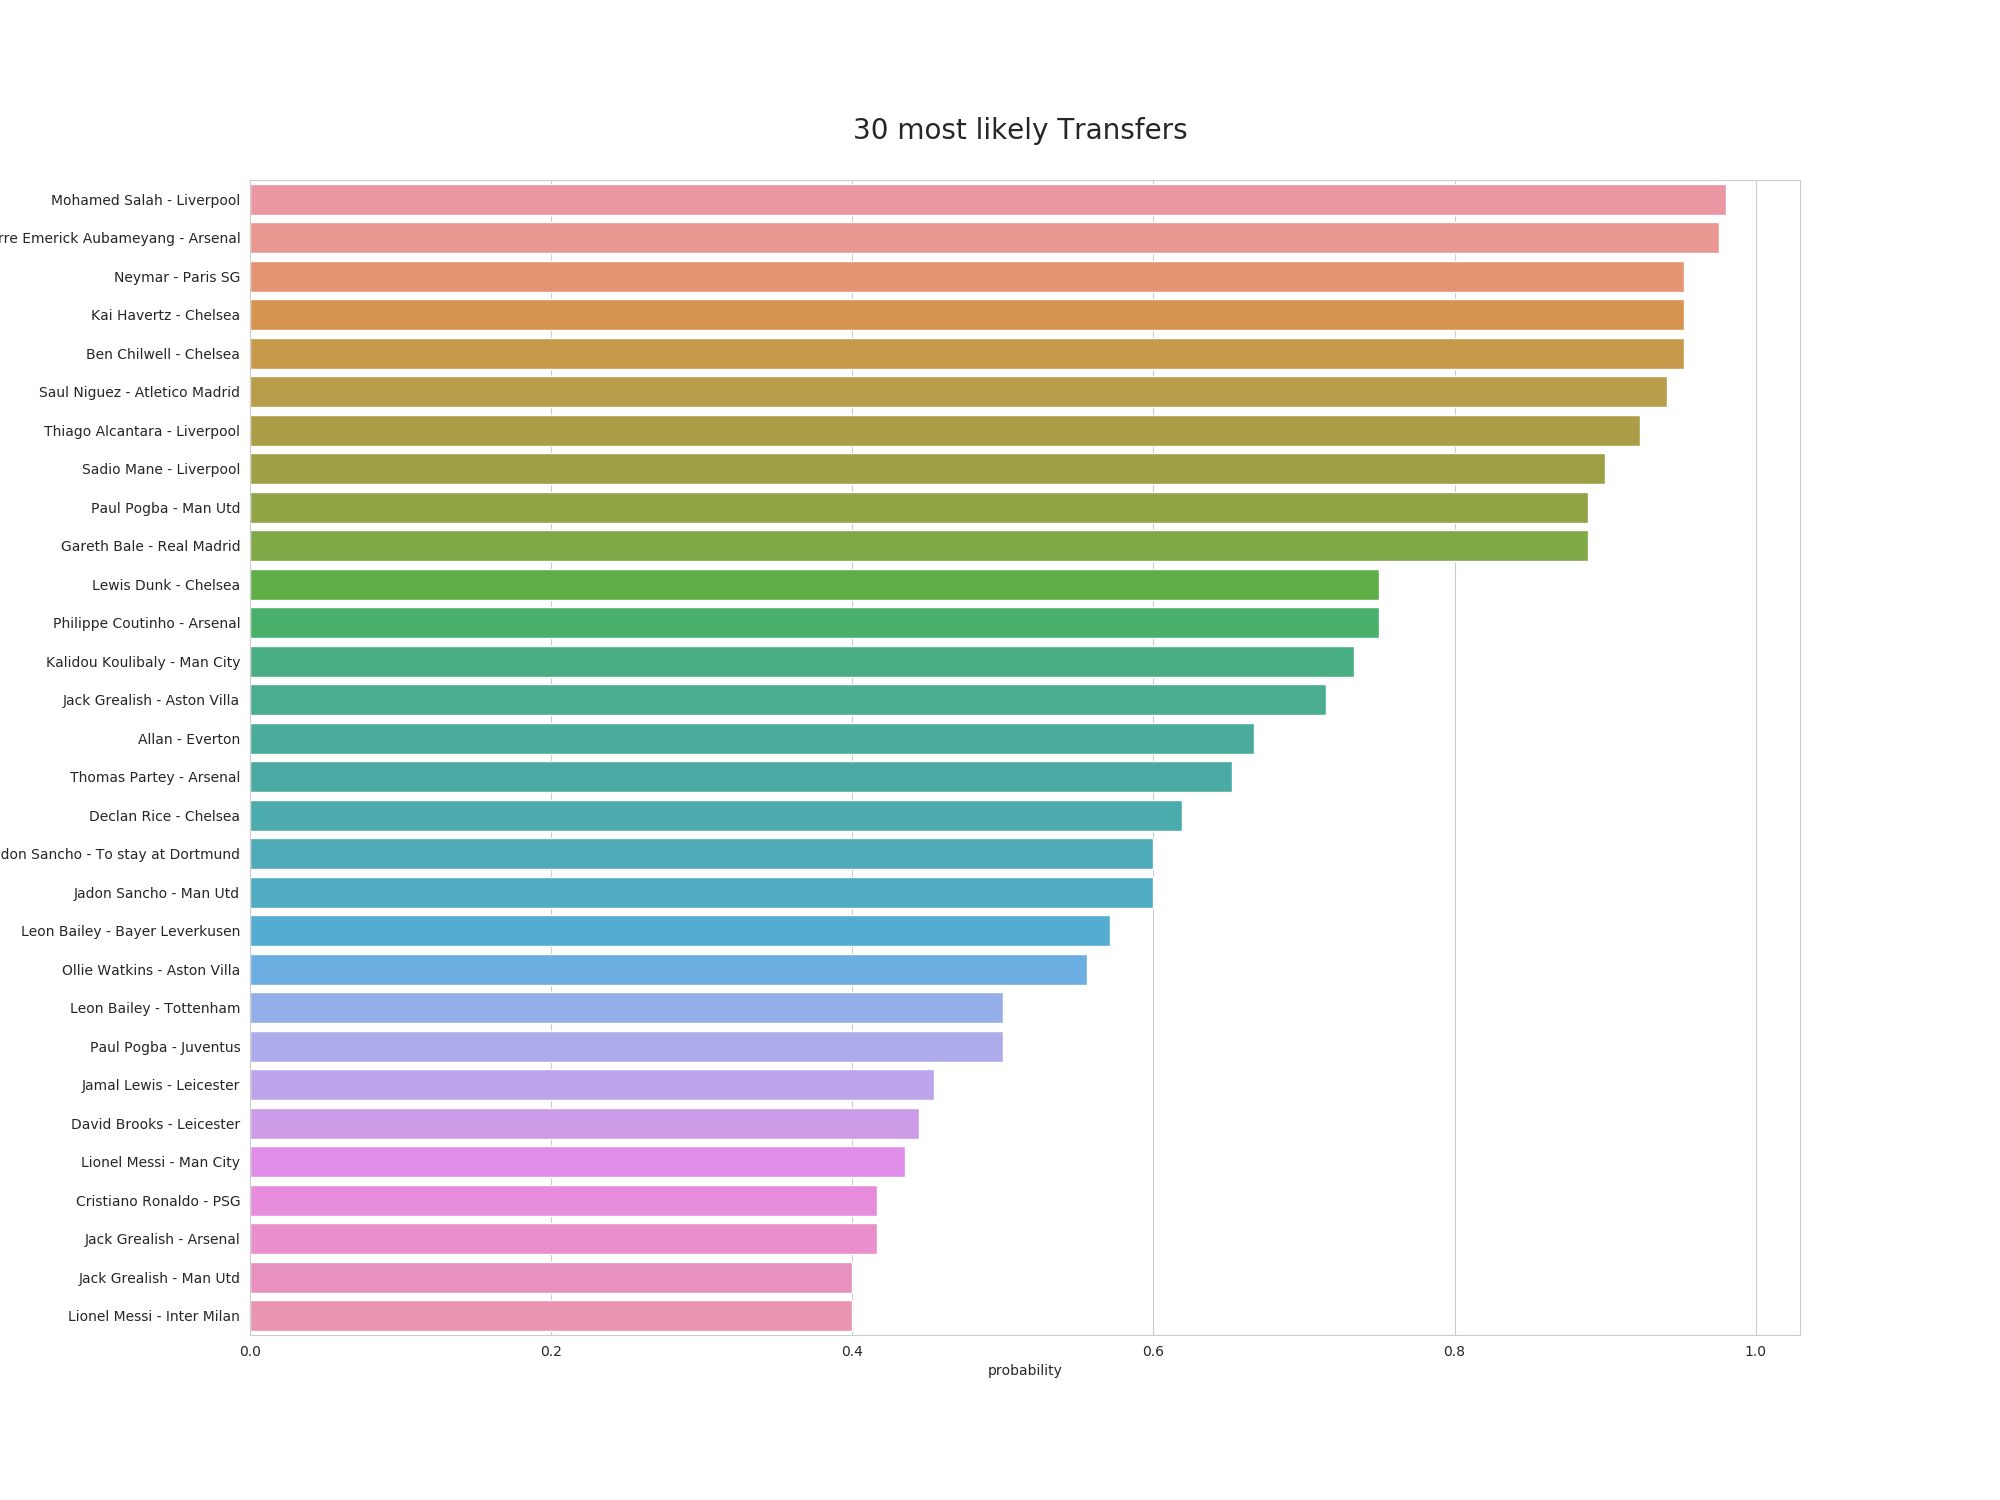 30 most likely Transfers
Mohamed Salah - Liverpool
rre Emerick Aubameyang - Arsenal
Neymar - Paris SG
Kai Havertz - Chelsea
Ben Chilwell - Chelsea
Saul Niguez - Atletico Madrid
Thiago Alcantara - Liverpool
Sadio Mane - Liverpool
Paul Pogba - Man Utd
Gareth Bale - Real Madrid
Lewis Dunk - Chelsea
Philippe Coutinho - Arsenal
Kalidou Koulibaly - Man City
Jack Grealish - Aston Villa
Allan - Everton
Thomas Partey - Arsenal
Declan Rice - Chelsea
don Sancho - To stay at Dortmund
Jadon Sancho - Man Utd
Leon Bailey - Bayer Leverkusen
Ollie Watkins - Aston Villa
Leon Bailey - Tottenham
Paul Pogba - Juventus
Jamal Lewis - Leicester
David Brooks - Leicester
Lionel Messi - Man City
Cristiano Ronaldo - PSG
Jack Grealish - Arsenal
Jack Grealish - Man Utd
Lionel Messi - Inter Milan
0.0 0.2 0.4 0.6 0.8 1.0
probability